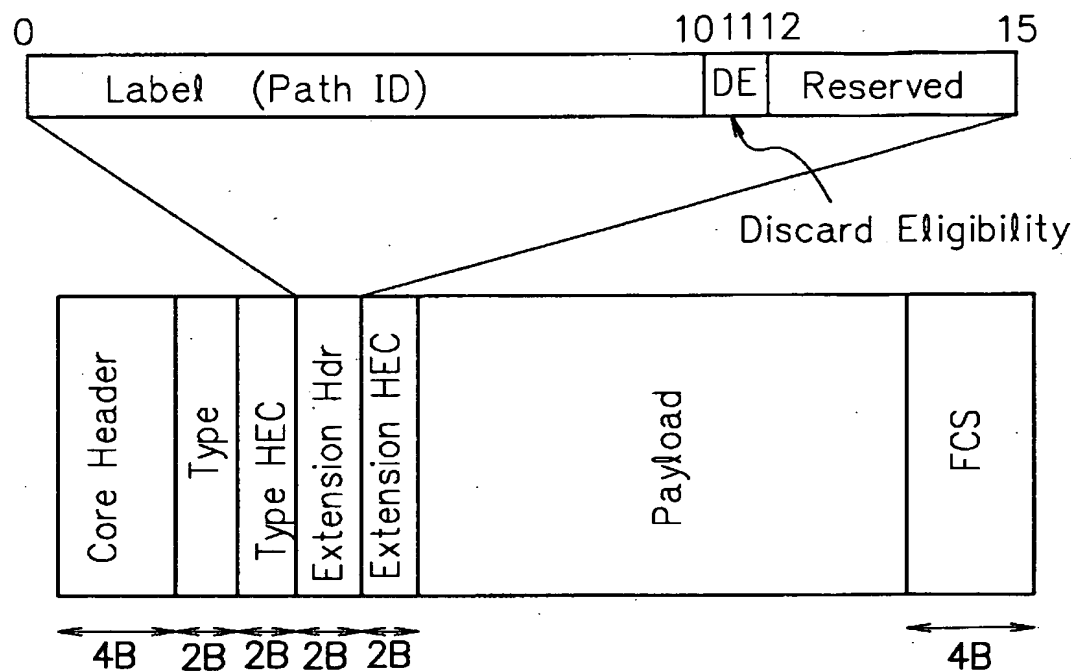 0 10 11 12 15
Label (Path ID) DE Reserved
Discard Eligibility
Core Header
Type
Type HEC
Extension Hdr
Extension HEC
Payload
FCS
4B 2B 2B 2B 2B 4B